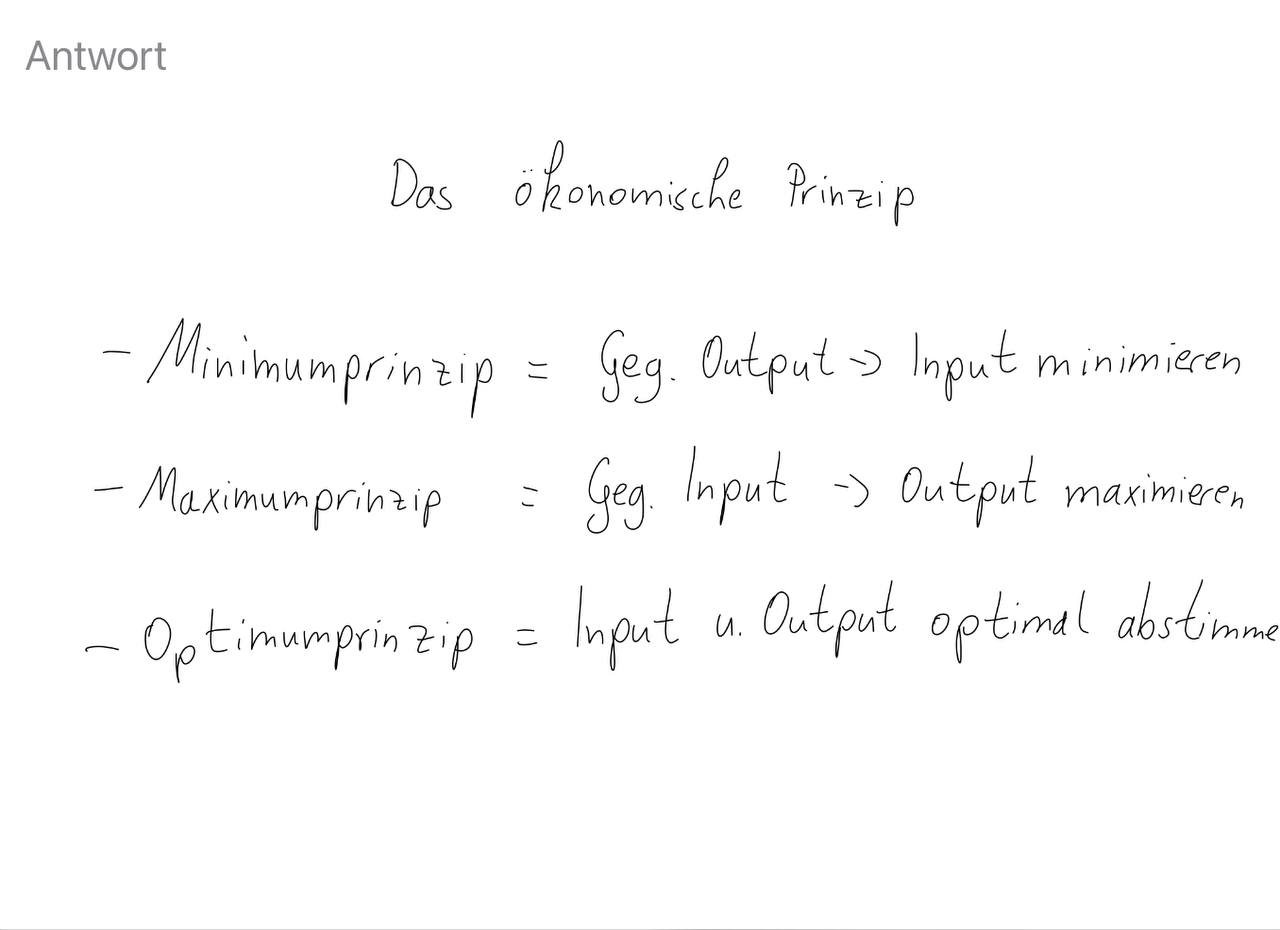 Antwort
Das ökonomische Prinzip
- Minimumprinzip = Geg. Output -> Input minimieren
- Maximumprinzip = Geg. Input -> Output maximieren
- Optimumprinzip = Input u. Output optimal abstimme